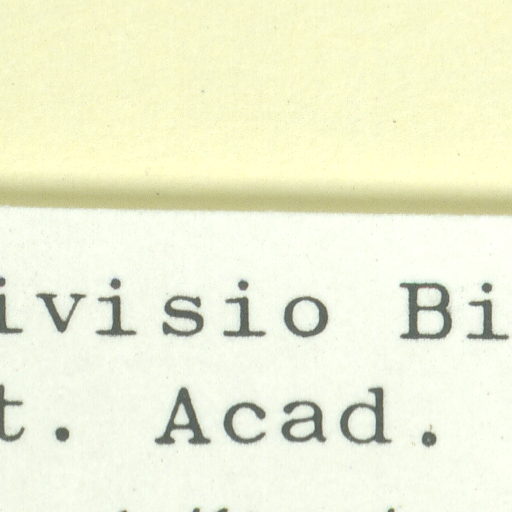 ivisio Bi
t. Acad.